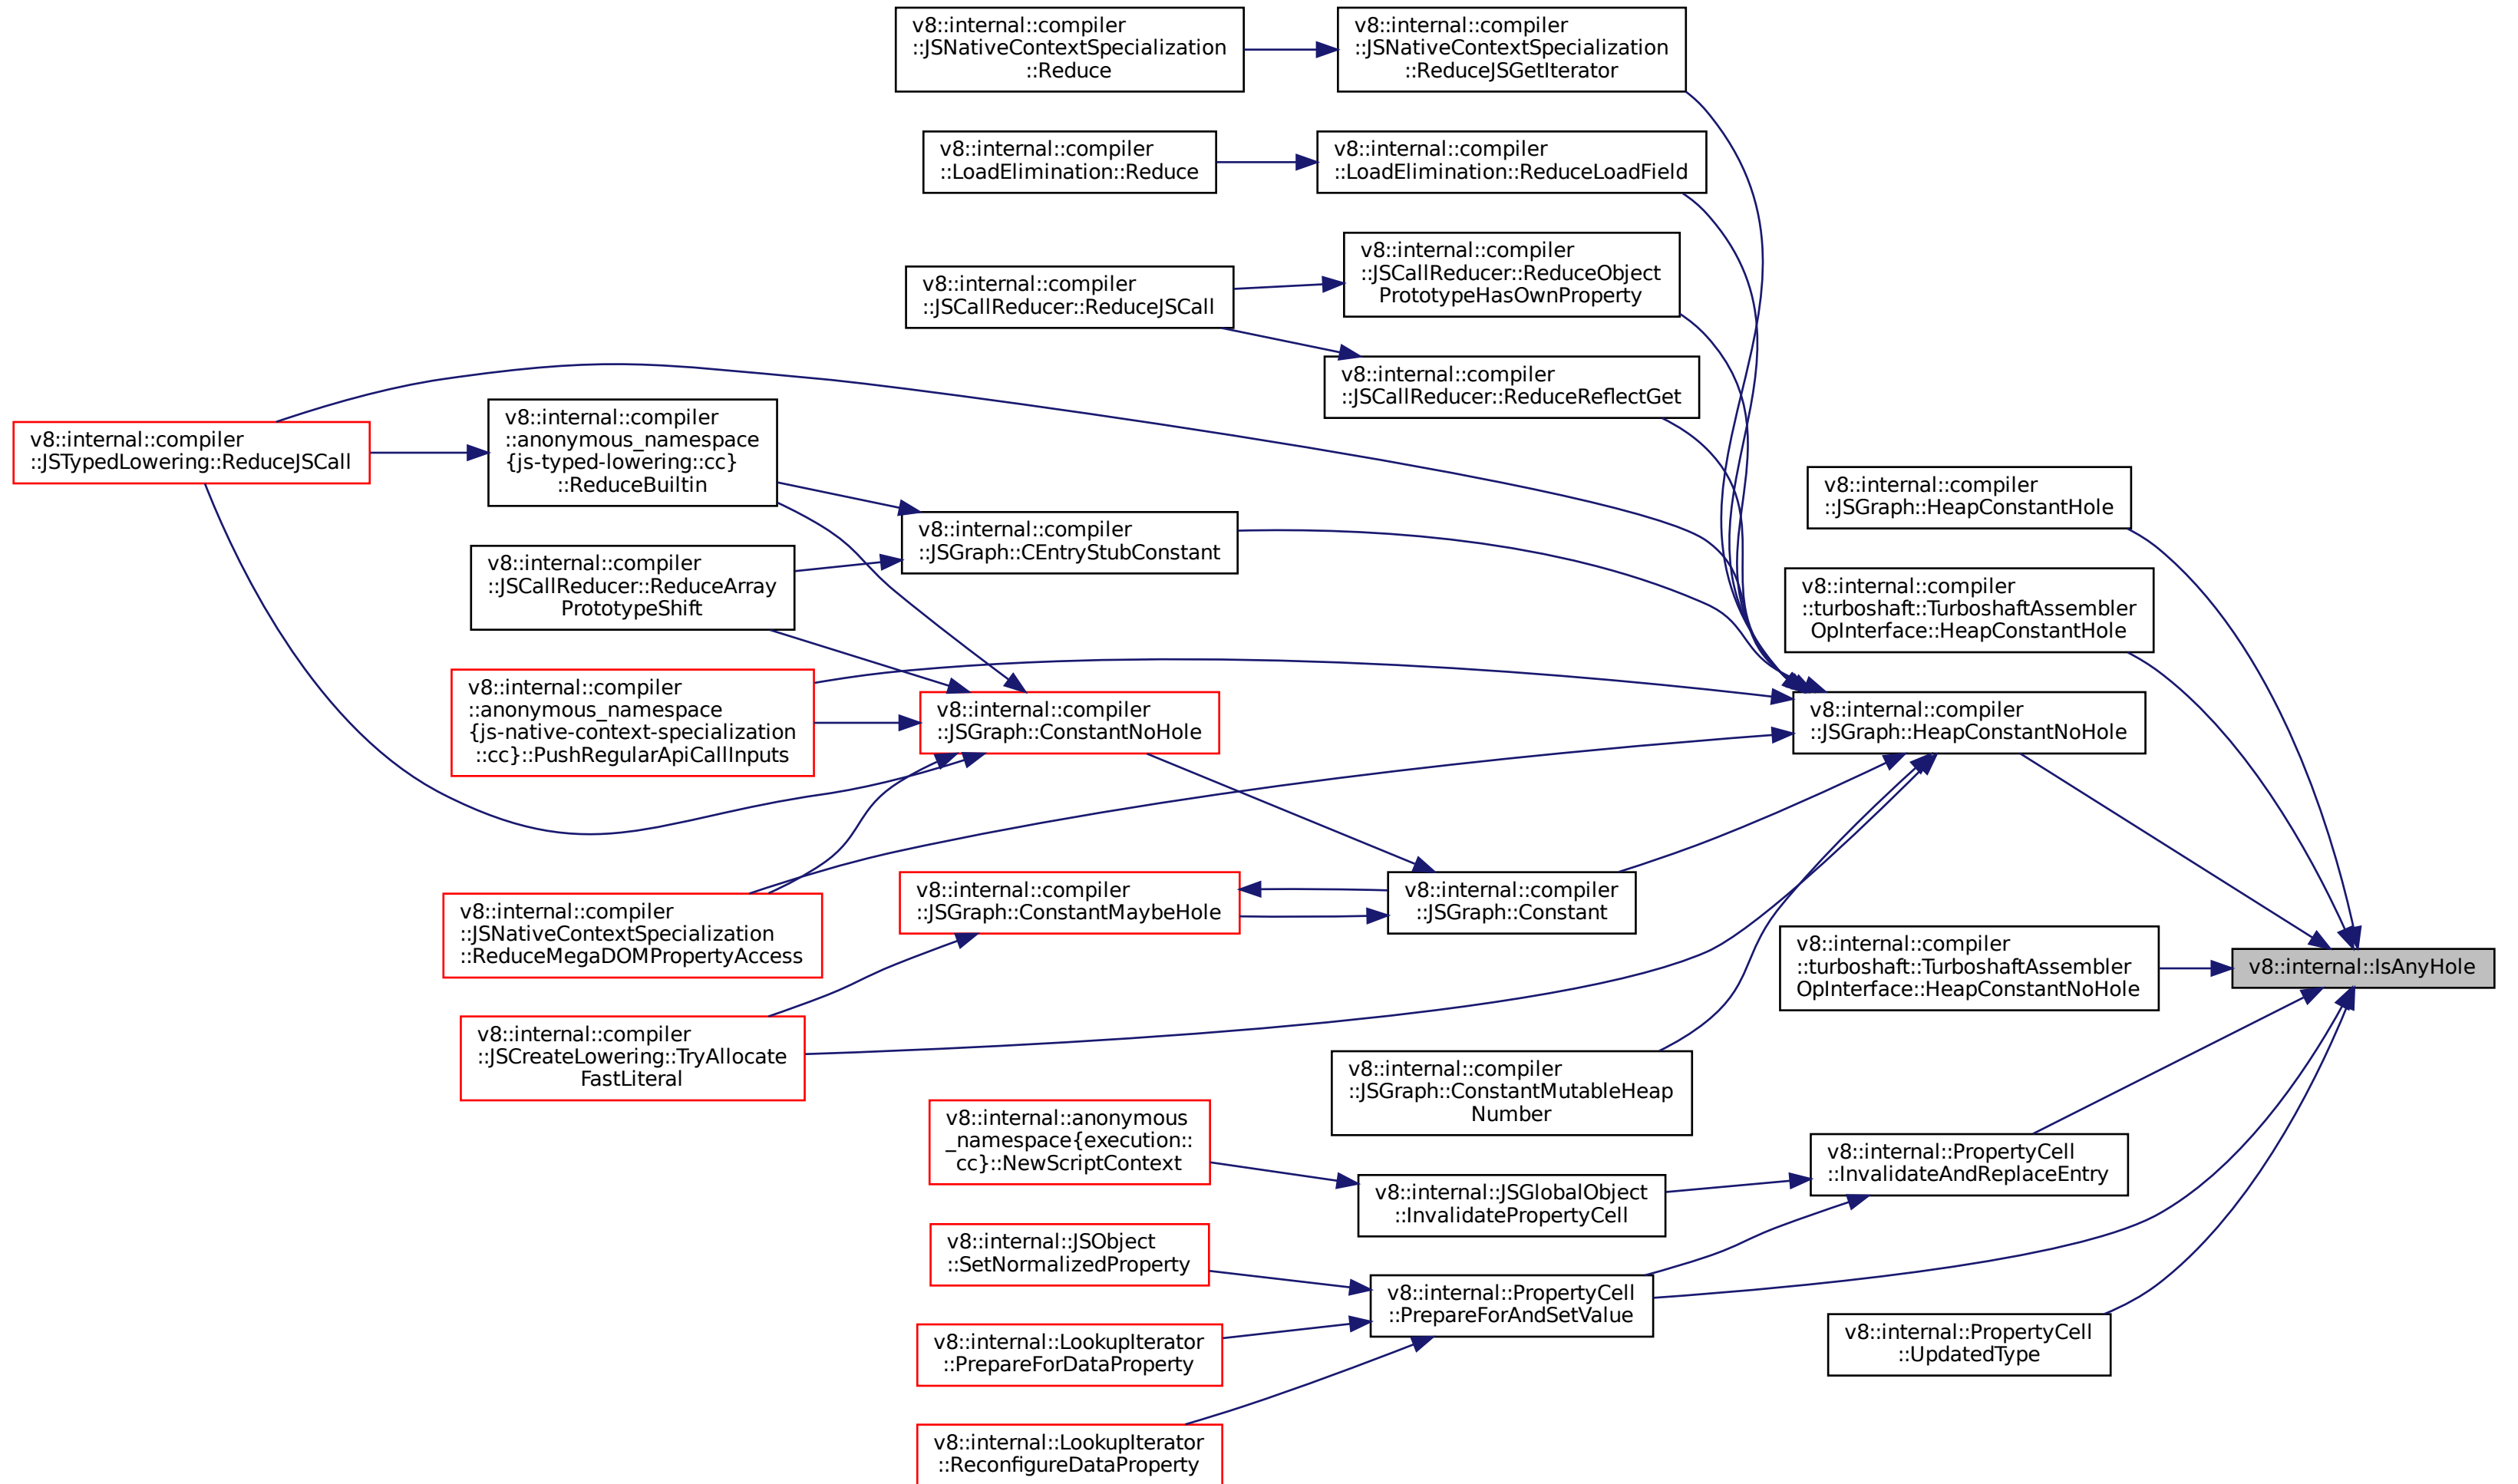 v8::internal::compiler
::JSNativeContextSpecialization
::Reduce
v8::internal::compiler
::JSNativeContextSpecialization
::ReduceJSGetIterator
v8::internal::compiler
::LoadElimination::Reduce
v8::internal::compiler
::LoadElimination::ReduceLoadField
v8::internal::compiler
::JSCallReducer::ReduceJSCall
v8::internal::compiler
::JSCallReducer::ReduceObject
PrototypeHasOwnProperty
v8::internal::compiler
::JSCallReducer::ReduceReflectGet
v8::internal::compiler
::JSTypedLowering::ReduceJSCall
v8::internal::compiler
::anonymous_namespace
{js-typed-lowering::cc}
::ReduceBuiltin
v8::internal::compiler
::JSGraph::CEntryStubConstant
v8::internal::compiler
::JSGraph::HeapConstantHole
v8::internal::compiler
::JSCallReducer::ReduceArray
PrototypeShift
v8::internal::compiler
::turboshaft::TurboshaftAssembler
OpInterface::HeapConstantHole
v8::internal::compiler
::anonymous_namespace
{js-native-context-specialization
::cc}::PushRegularApiCallInputs
v8::internal::compiler
::JSGraph::ConstantNoHole
v8::internal::compiler
::JSGraph::HeapConstantNoHole
v8::internal::compiler
::JSNativeContextSpecialization
::ReduceMegaDOMPropertyAccess
v8::internal::compiler
::JSGraph::ConstantMaybeHole
v8::internal::compiler
::JSGraph::Constant
v8::internal::compiler
::turboshaft::TurboshaftAssembler
OpInterface::HeapConstantNoHole
v8::internal::IsAnyHole
v8::internal::compiler
::JSCreateLowering::TryAllocate
FastLiteral
v8::internal::compiler
::JSGraph::ConstantMutableHeap
Number
v8::internal::anonymous
_namespace{execution::
cc}::NewScriptContext
v8::internal::JSGlobalObject
::InvalidatePropertyCell
v8::internal::PropertyCell
::InvalidateAndReplaceEntry
v8::internal::JSObject
::SetNormalizedProperty
v8::internal::PropertyCell
::PrepareForAndSetValue
v8::internal::LookupIterator
::PrepareForDataProperty
v8::internal::PropertyCell
::UpdatedType
v8::internal::LookupIterator
::ReconfigureDataProperty